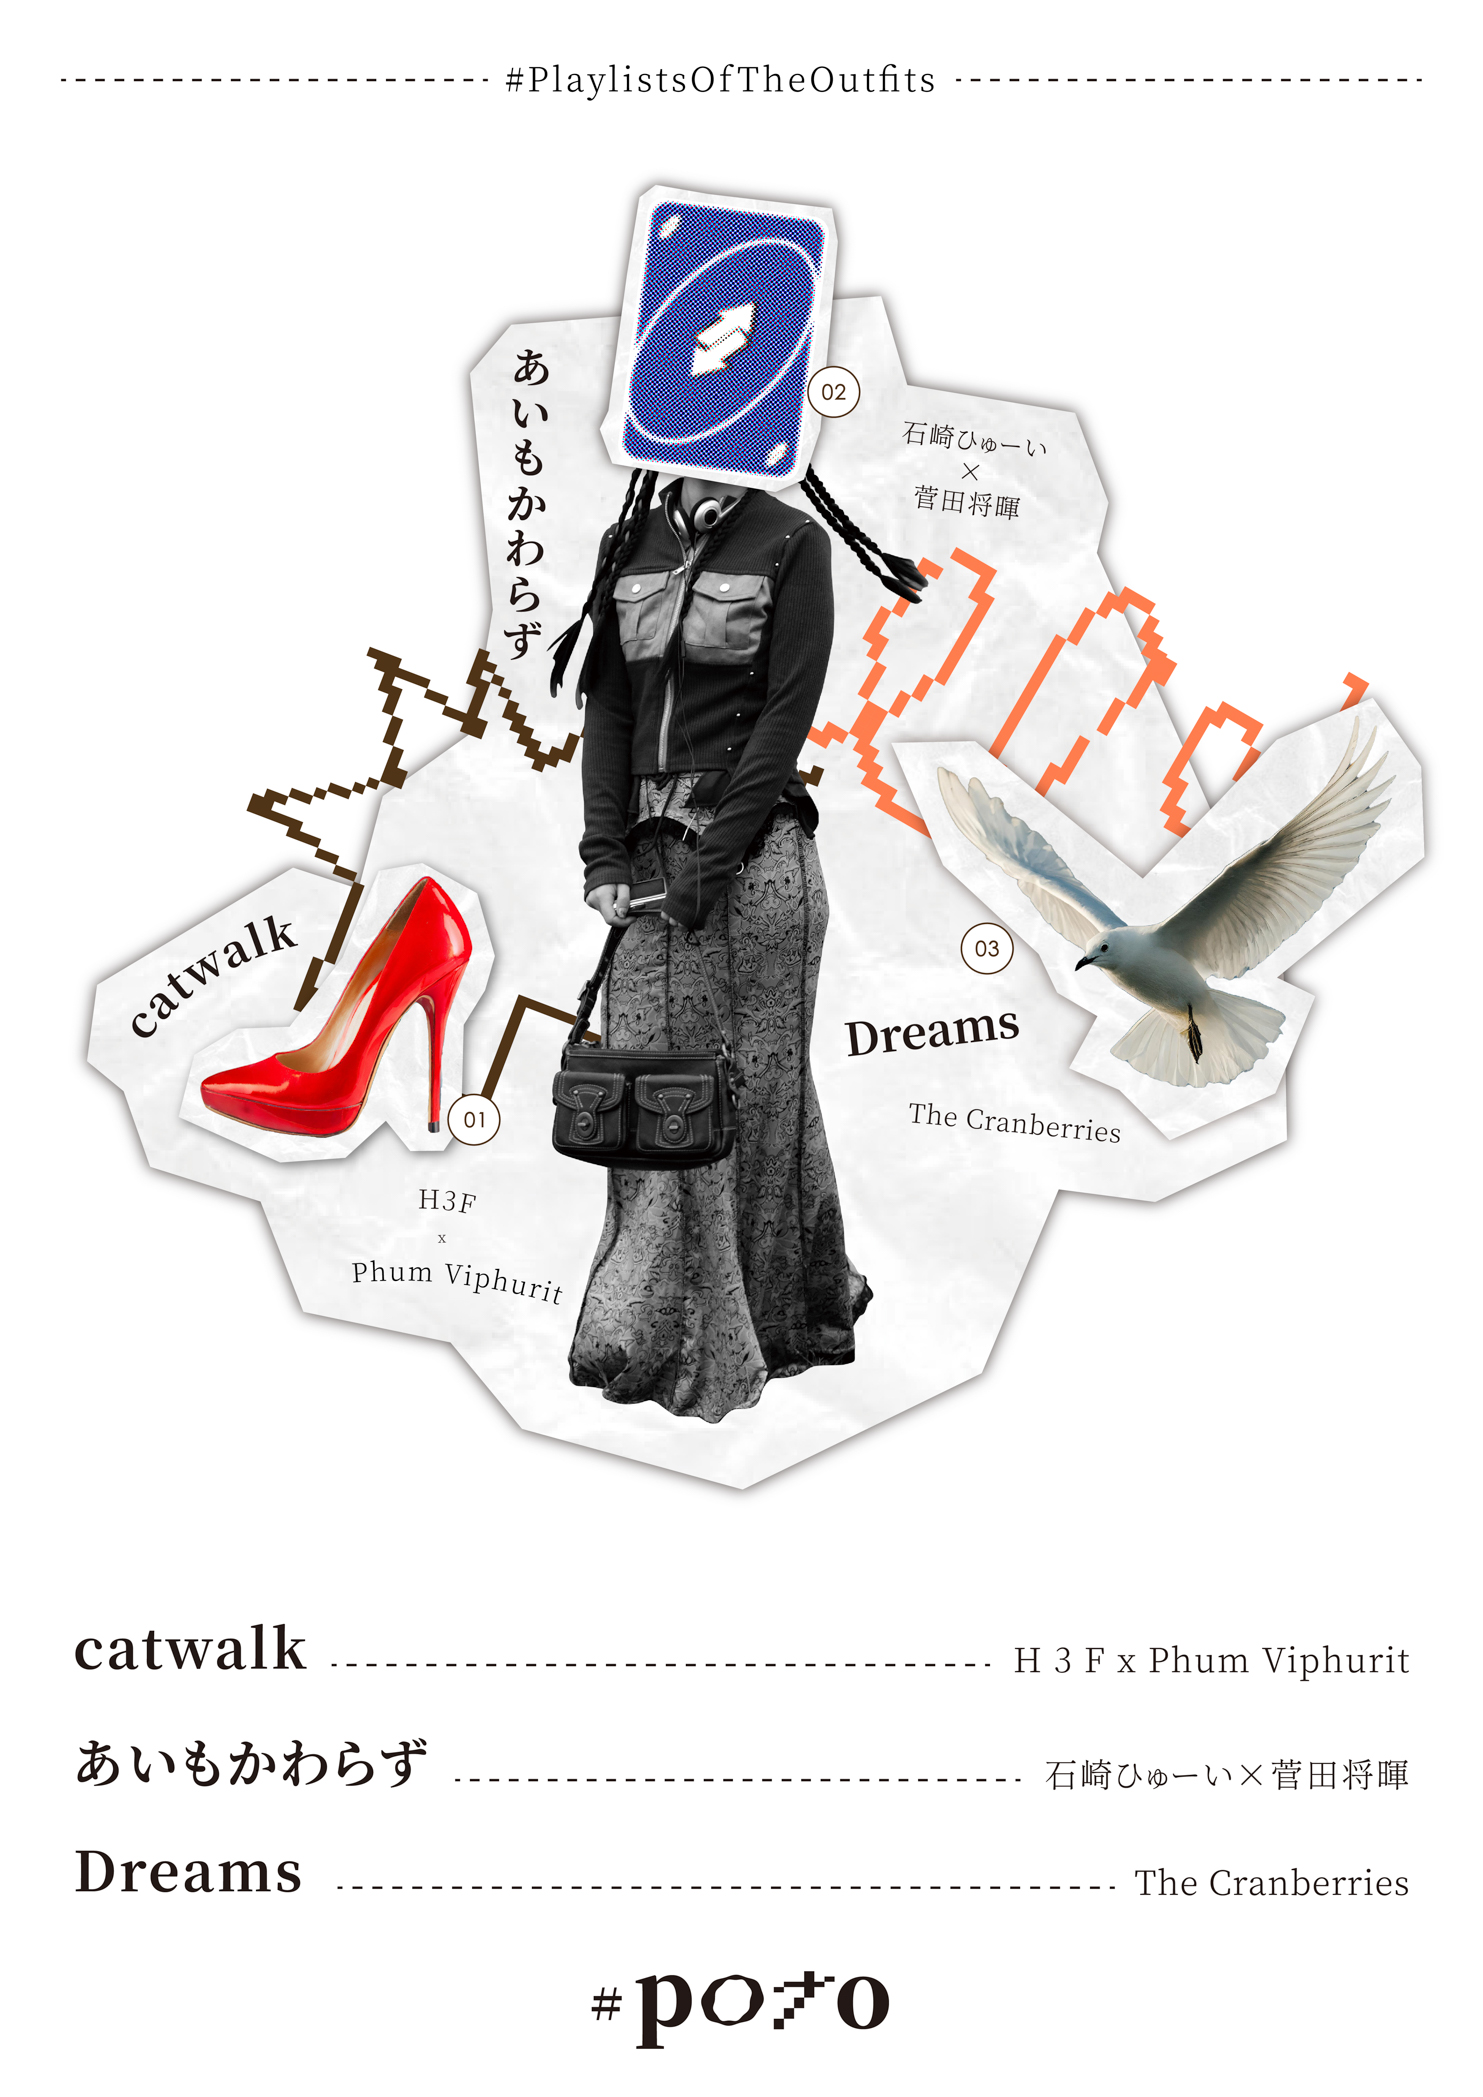 #PlaylistsOfTheOutfits
あいもかわらず
02
石崎ひゅーい
×
菅田将暉
catwalk
01
H3F
x
Phum Viphurit
03
Dreams
The Cranberries
catwalk H 3 F x Phum Viphurit
あいもかわらず 石崎ひゅーい×菅田将暉
Dreams The Cranberries
#poto